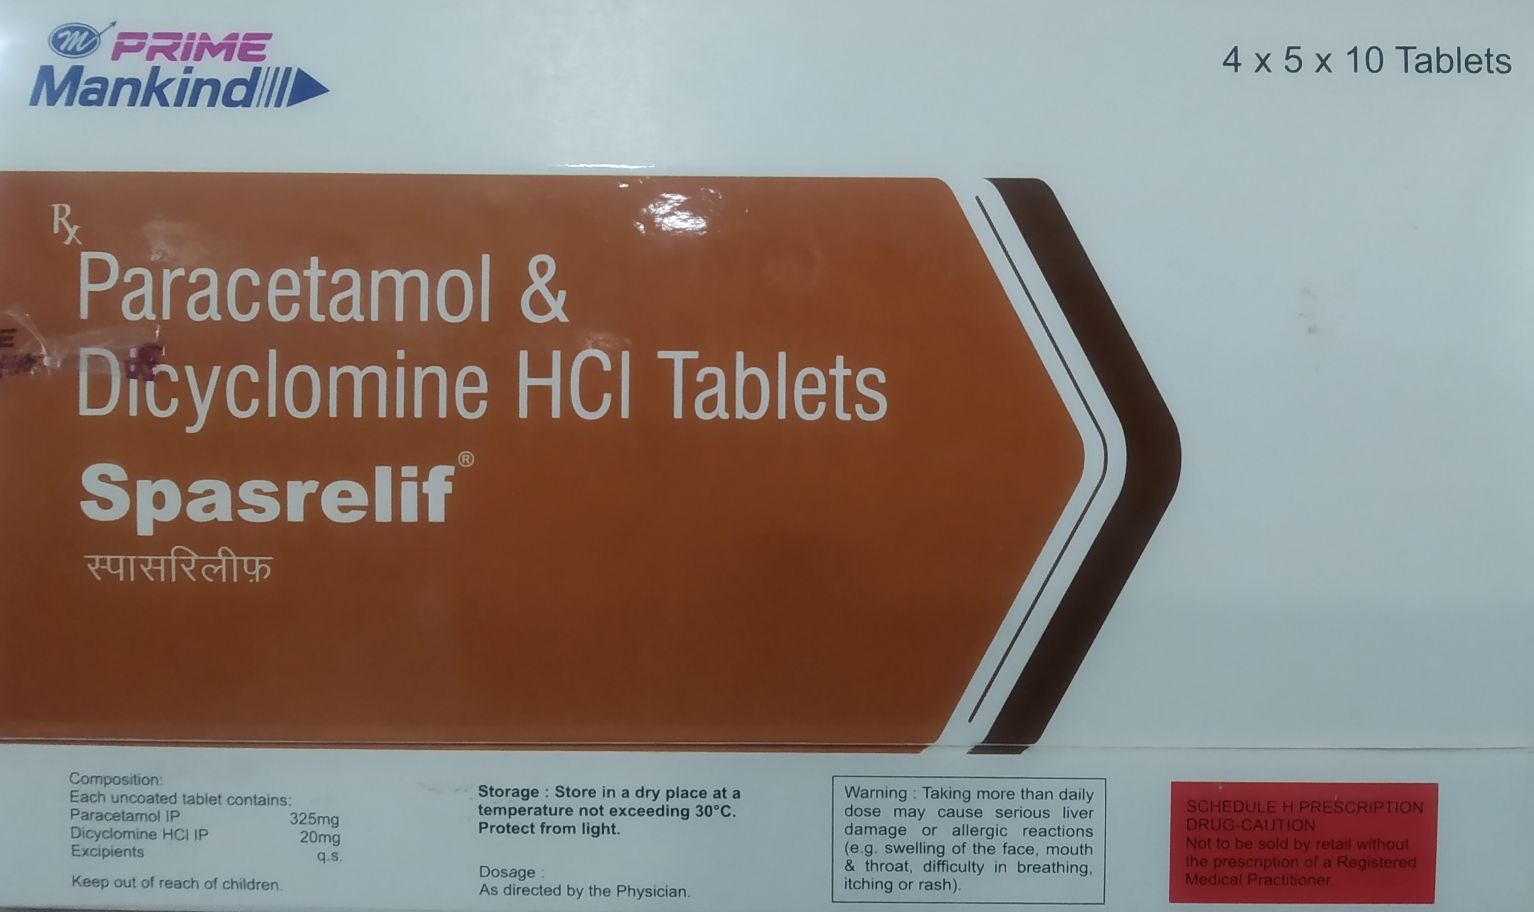 m PRIME
Mankind
4 x 5 x 10 Tablets
Rx
Paracetamol &
Dicyclomine HCl Tablets
Spasrelif®
स्पासरिलीफ़
Composition:
Each uncoated tablet contains:
Paracetamol IP 325mg
Dicyclomine HCl IP 20mg
Excipients q.s.
Keep out of reach of children.
Storage : Store in a dry place at a
temperature not exceeding 30°C.
Protect from light.
Dosage :
As directed by the Physician.
Warning : Taking more than daily
dose may cause serious liver
damage or allergic reactions
(e.g. swelling of the face, mouth
& throat, difficulty in breathing,
itching or rash).
SCHEDULE H PRESCRIPTION
DRUG-CAUTION
Not to be sold by retail without
the prescription of a Registered
Medical Practitioner.